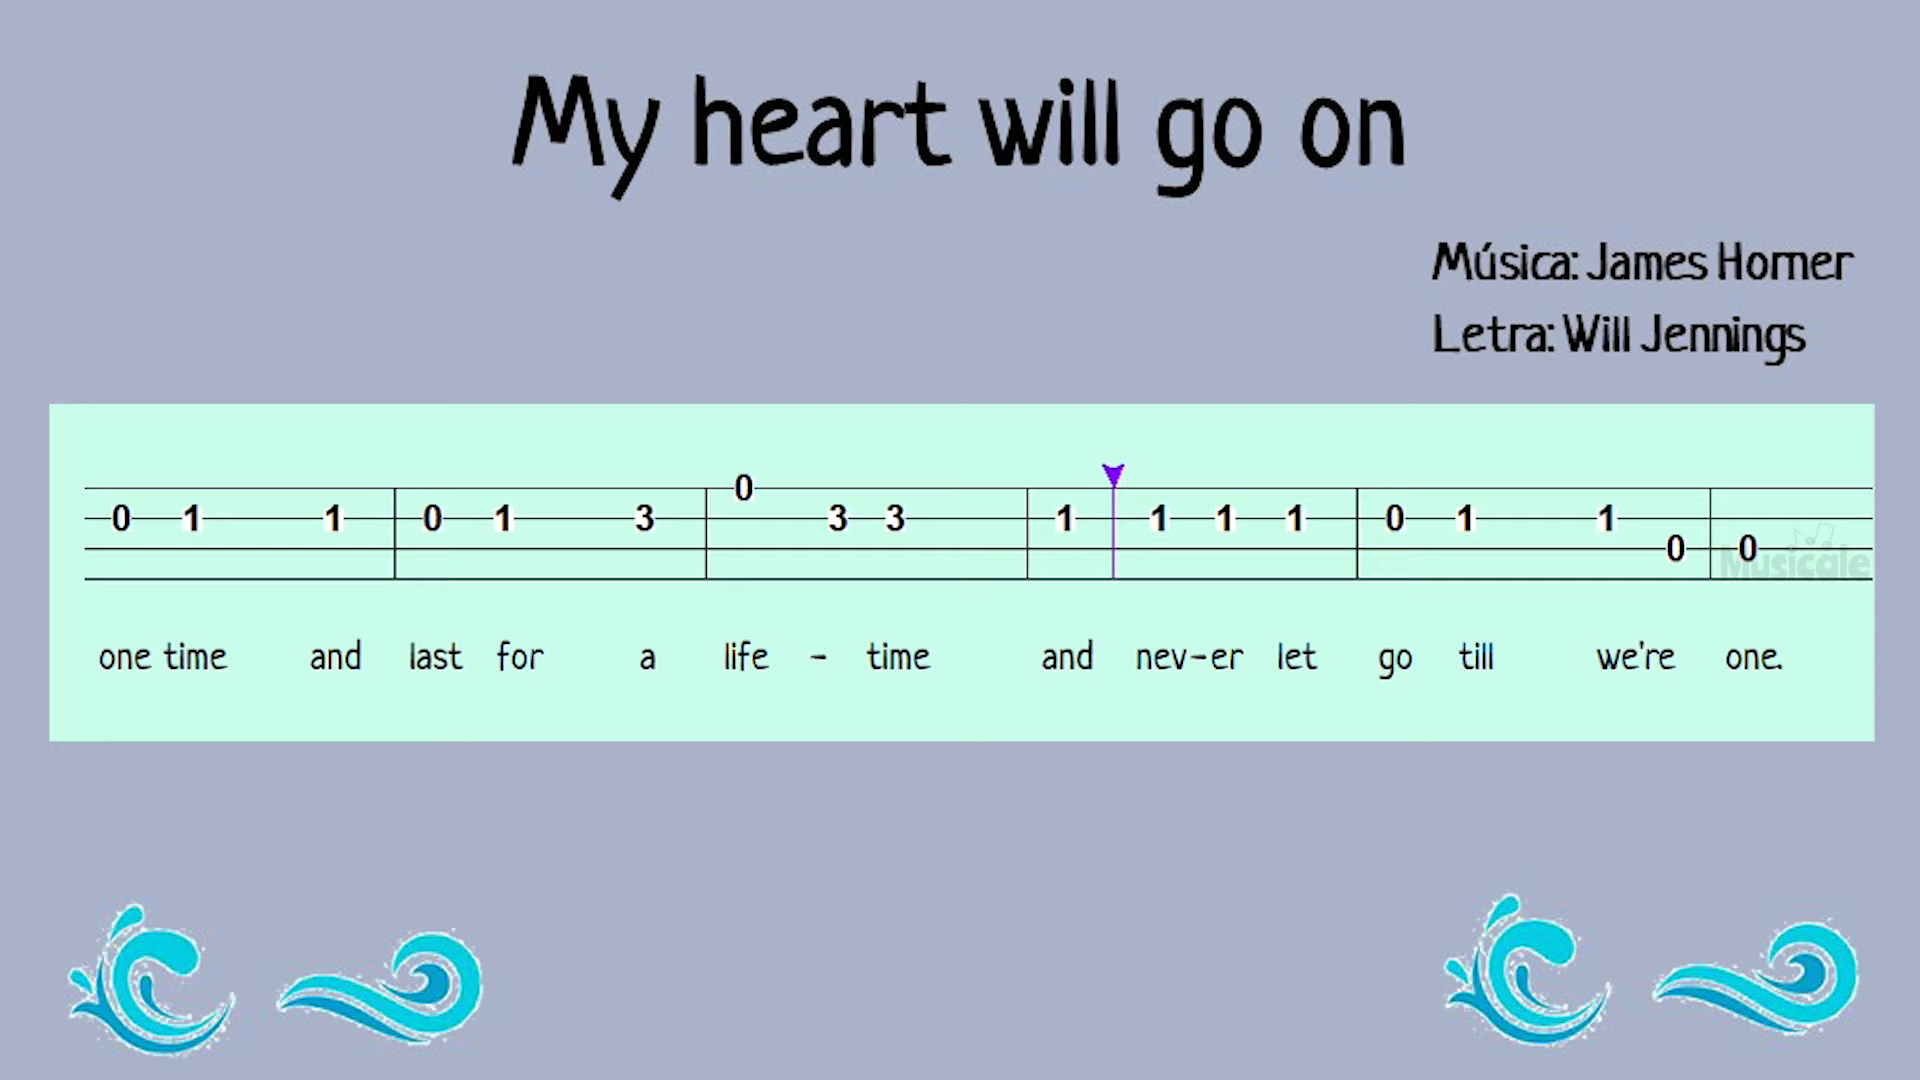 My heart will go on
Música: James Horner
Letra: Will Jennings
0
0 1 1 0 1 3 3 3 1 1 1 1 0 1 1
0 0
Musicale
one time and last for a life - time and nev-er let go till we're one.